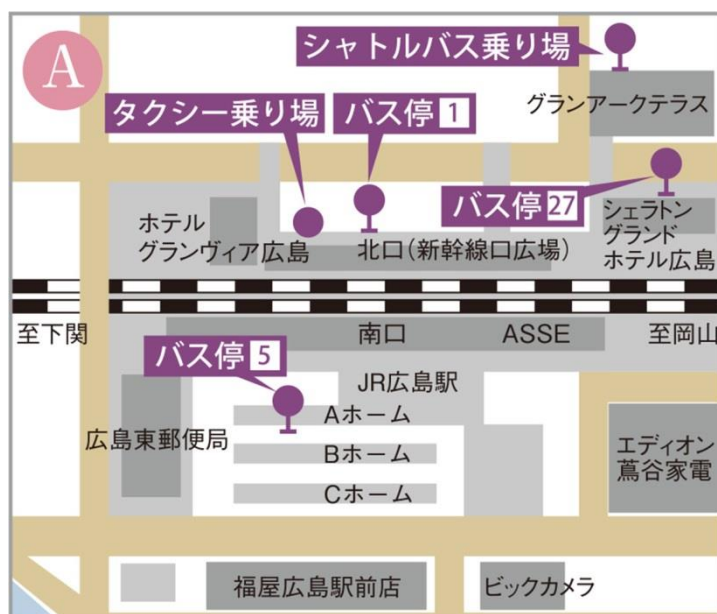 A
シャトルバス乗り場
グランアークテラス
タクシー乗り場
バス停1
バス停27
ホテル
グランヴィア広島
北口(新幹線口広場)
シェラトン
グランド
ホテル広島
至下関
南口
ASSE
至岡山
バス停5
JR広島駅
Aホーム
広島東郵便局
Bホーム
Cホーム
エディオン
蔦谷家電
福屋広島駅前店
ビックカメラ